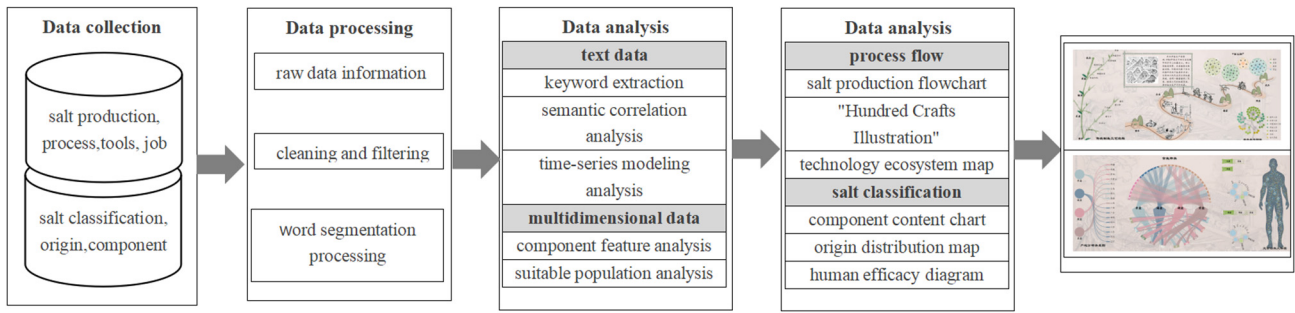 Data collection
salt production,
process,tools, job
salt classification,
origin,component
Data processing
raw data information
cleaning and filtering
word segmentation
processing
Data analysis
text data
keyword extraction
semantic correlation
analysis
time-series modeling
analysis
multidimensional data
component feature analysis
suitable population analysis
Data analysis
process flow
salt production flowchart
"Hundred Crafts
Illustration"
technology ecosystem map
salt classification
component content chart
origin distribution map
human efficacy diagram